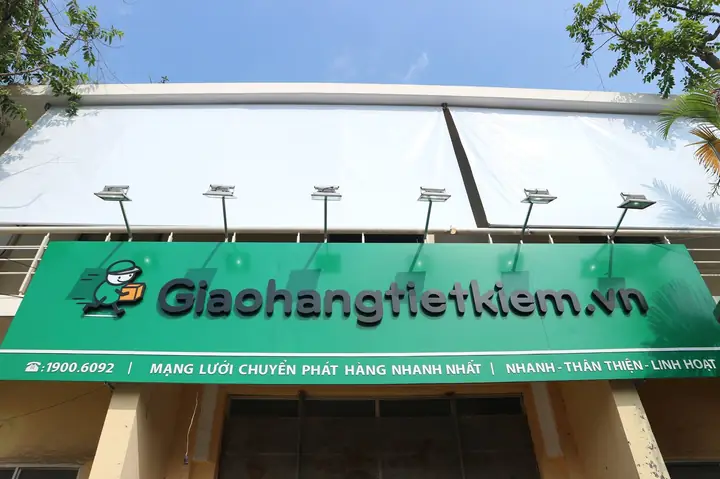 Giaohangtietkiem.vn
☎:1900.6092 | MẠNG LƯỚI CHUYỂN PHÁT HÀNG NHANH NHẤT | NHANH - THÂN THIỆN - LINH HOẠT